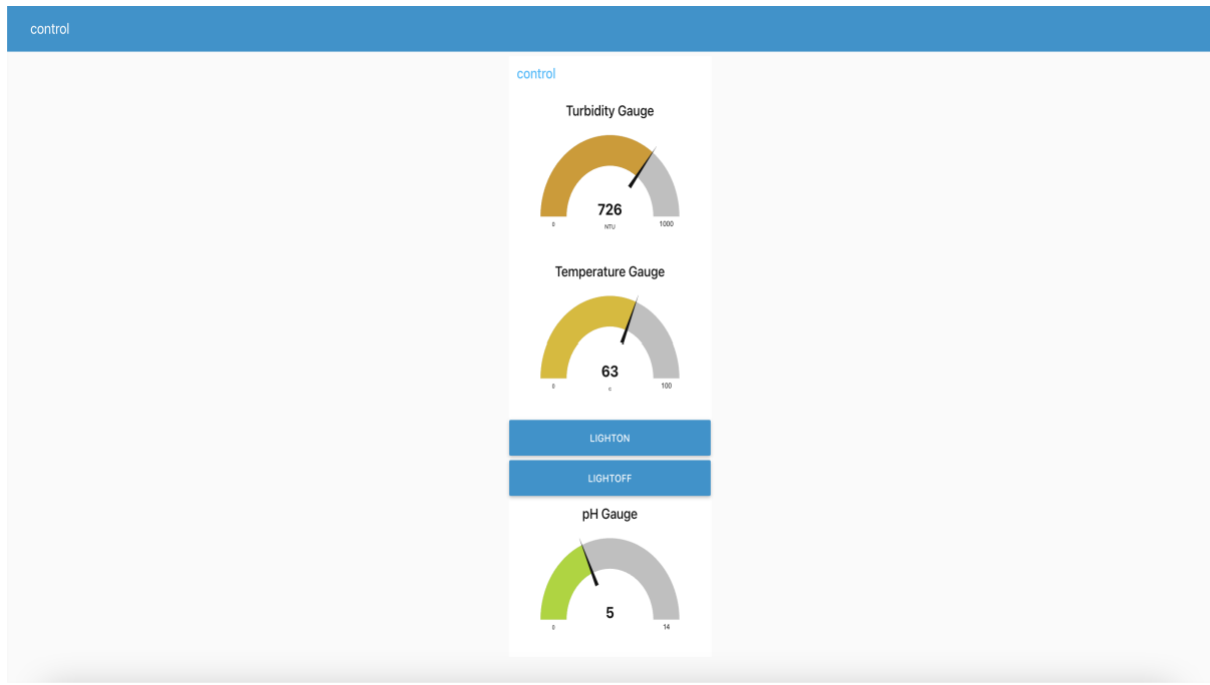 control
control
Turbidity Gauge
726
0
NTU
1000
Temperature Gauge
63
0
100
LIGHTON
LIGHTOFF
pH Gauge
5
0
14